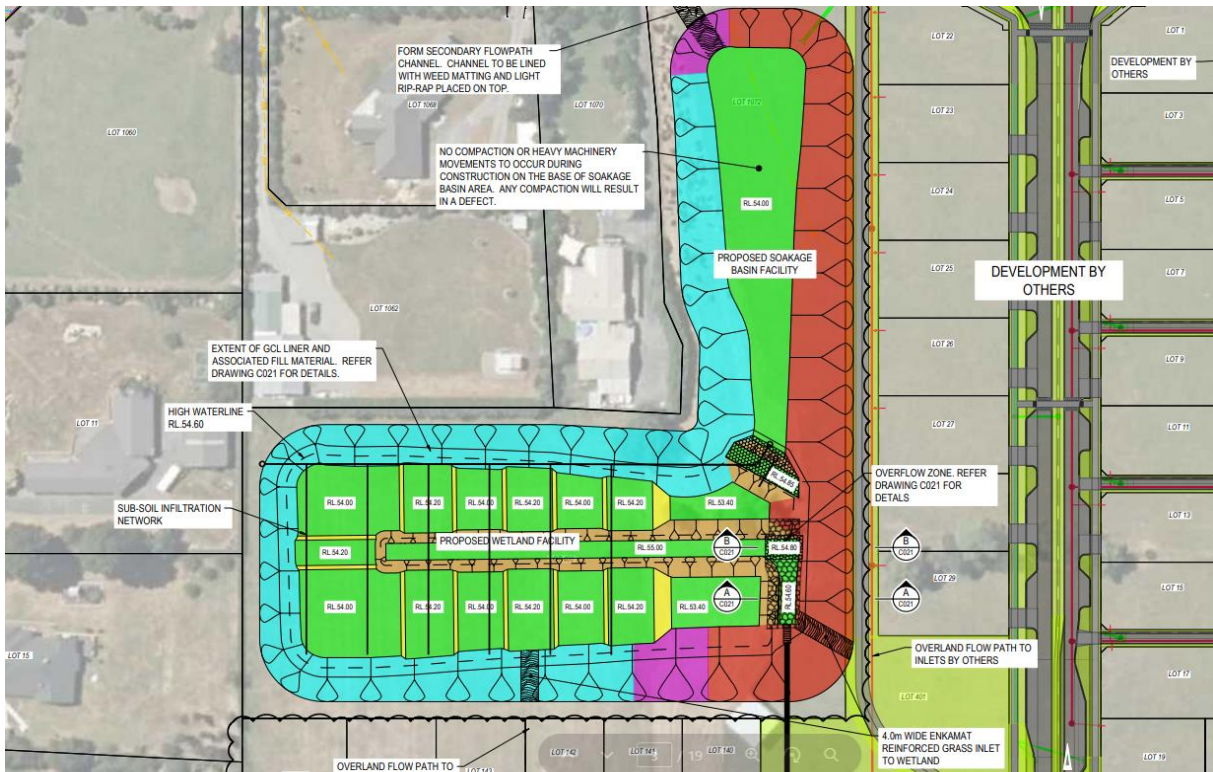 FORM SECONDARY FLOWPATH
CHANNEL. CHANNEL TO BE LINED
WITH WEED MATTING AND LIGHT
RIP-RAP PLACED ON TOP.
LOT 22
LOT 1
DEVELOPMENT BY
OTHERS
LOT 1060
LOT 1068
LOT 1070
LOT 1072
LOT 23
LOT 3
NO COMPACTION OR HEAVY MACHINERY
MOVEMENTS TO OCCUR DURING
CONSTRUCTION ON THE BASE OF SOAKAGE
BASIN AREA. ANY COMPACTION WILL RESULT
IN A DEFECT.
LOT 24
LOT 5
RL.54.00
PROPOSED SOAKAGE
BASIN FACILITY
LOT 25
DEVELOPMENT BY
OTHERS
LOT 7
LOT 1062
EXTENT OF GCL LINER AND
ASSOCIATED FILL MATERIAL. REFER
DRAWING C021 FOR DETAILS.
LOT 26
LOT 9
HIGH WATERLINE
RL.54.60
LOT 11
LOT 27
LOT 11
OVERFLOW ZONE. REFER
DRAWING C021 FOR
DETALS
RL.54.85
SUB-SOIL INFILTRATION
NETWORK
RL.54.00
RL.54.20
RL.54.00
RL.54.20
RL.54.00
RL.54.20
RL.53.40
LOT 13
PROPOSED WETLAND FACILITY
RL.54.20
RL.55.00
B
C021
RL.54.80
B
C021
LOT 29
LOT 15
RL.54.00
RL.54.20
RL.54.00
RL.54.20
RL.54.00
RL.54.20
RL.53.40
A
C021
RL.54.60
A
C021
LOT 15
OVERLAND FLOW PATH TO
INLETS BY OTHERS
LOT 17
LOT 401
4.0m WIDE ENKAMAT
REINFORCED GRASS INLET
TO WETLAND
LOT 142
LOT 141
LOT 140
3 / 19
LOT 19
OVERLAND FLOW PATH TO
LOT 143